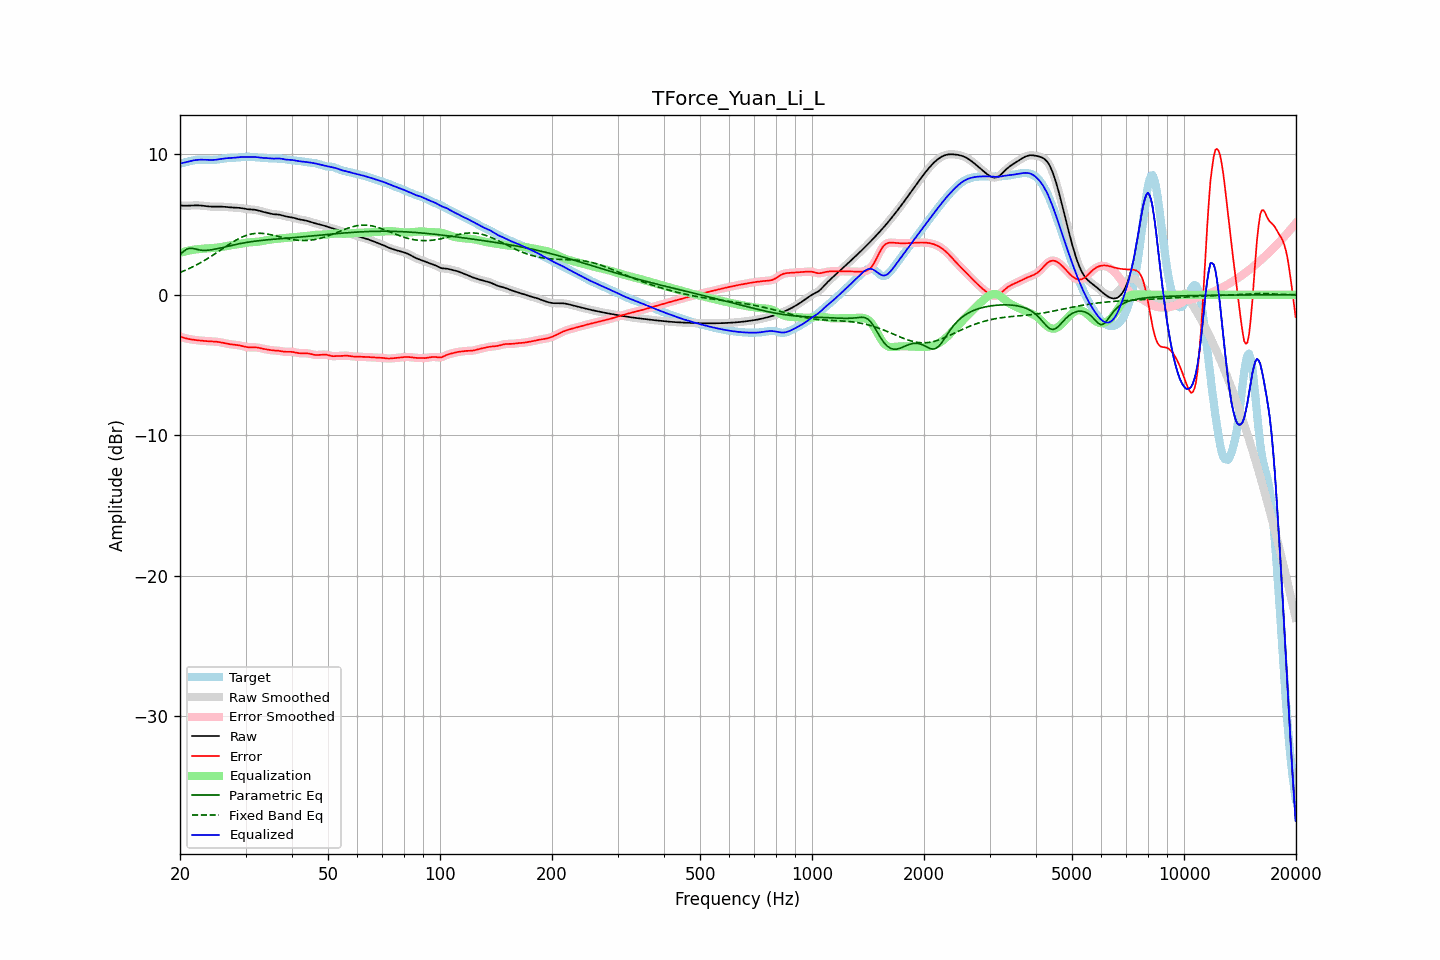 TForce_Yuan_Li_L
10
0
−10
−20
−30
Amplitude (dBr)
Target
Raw Smoothed
Error Smoothed
Raw
Error
Equalization
Parametric Eq
Fixed Band Eq
Equalized
20 50 100 200 500 1000 2000 5000 10000 20000
Frequency (Hz)